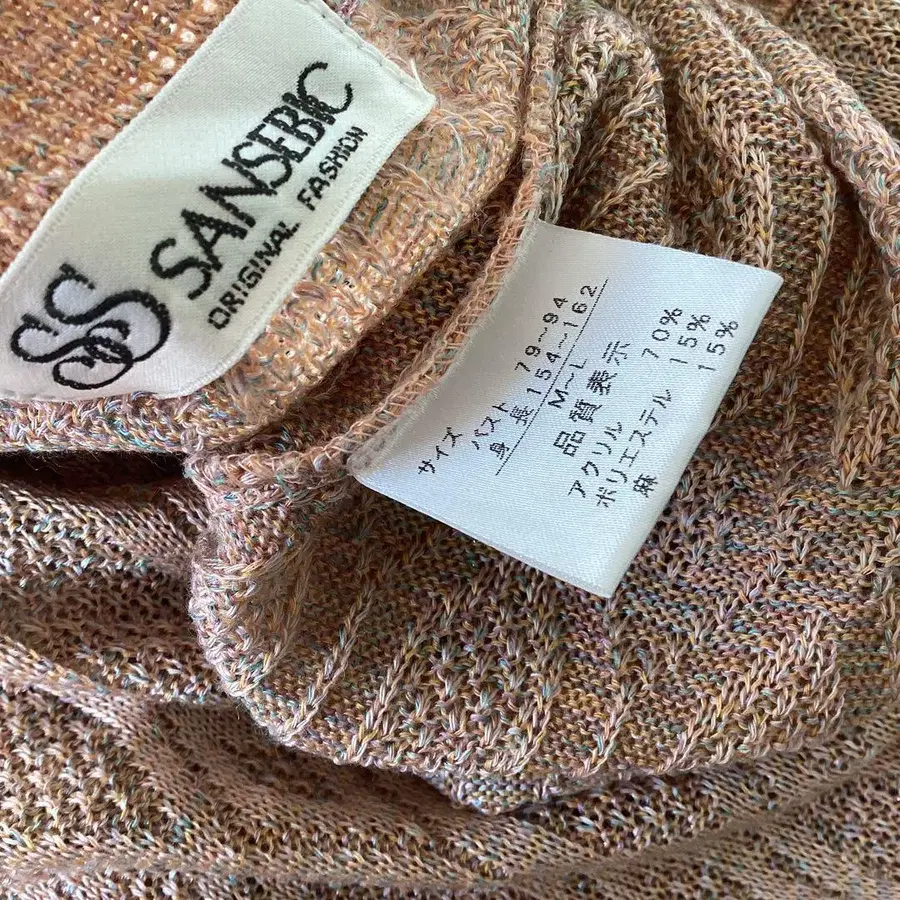 SS
SANSEBIC
ORIGINAL FASHION
サイズ
バスト 79～94
身長 154～162
M～L
品質表示
アクリル 70%
ポリエステル 15%
麻 15%